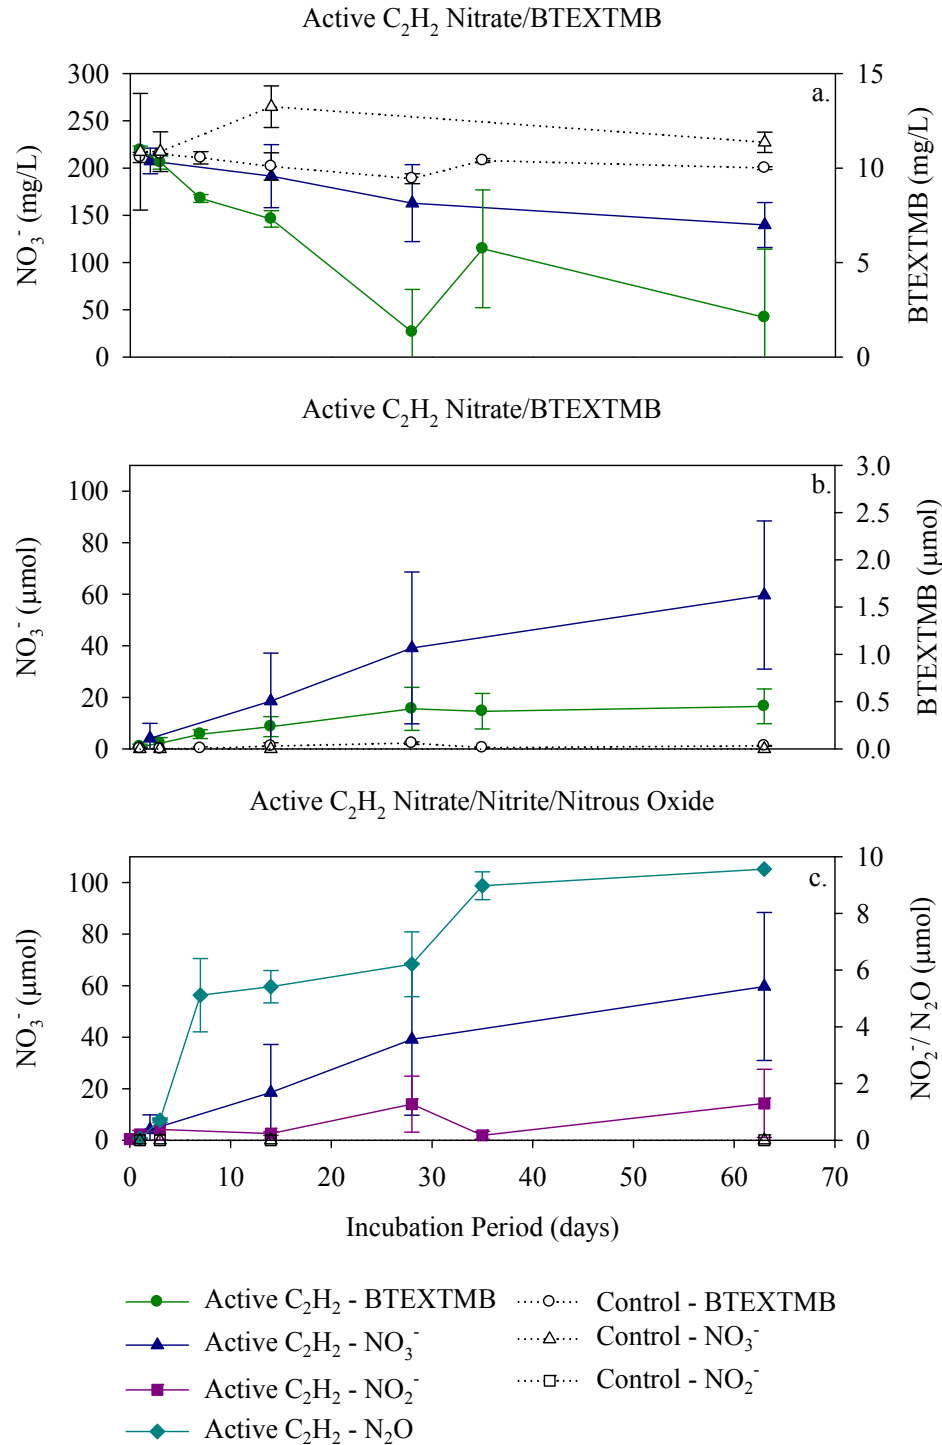 Active C₂H₂ Nitrate/BTEXTMB
a.
300
250
200
150
100
50
0
NO₃⁻ (mg/L)
15
10
5
0
BTEXTMB (mg/L)
Active C₂H₂ Nitrate/BTEXTMB
b.
100
80
60
40
20
0
NO₃⁻ (μmol)
3.0
2.5
2.0
1.5
1.0
0.5
0.0
BTEXTMB (μmol)
Active C₂H₂ Nitrate/Nitrite/Nitrous Oxide
c.
100
80
60
40
20
0
NO₃⁻ (μmol)
10
8
6
4
2
0
NO₂⁻/ N₂O (μmol)
0 10 20 30 40 50 60 70
Incubation Period (days)
Active C₂H₂ - BTEXTMB
Active C₂H₂ - NO₃⁻
Active C₂H₂ - NO₂⁻
Active C₂H₂ - N₂O
Control - BTEXTMB
Control - NO₃⁻
Control - NO₂⁻